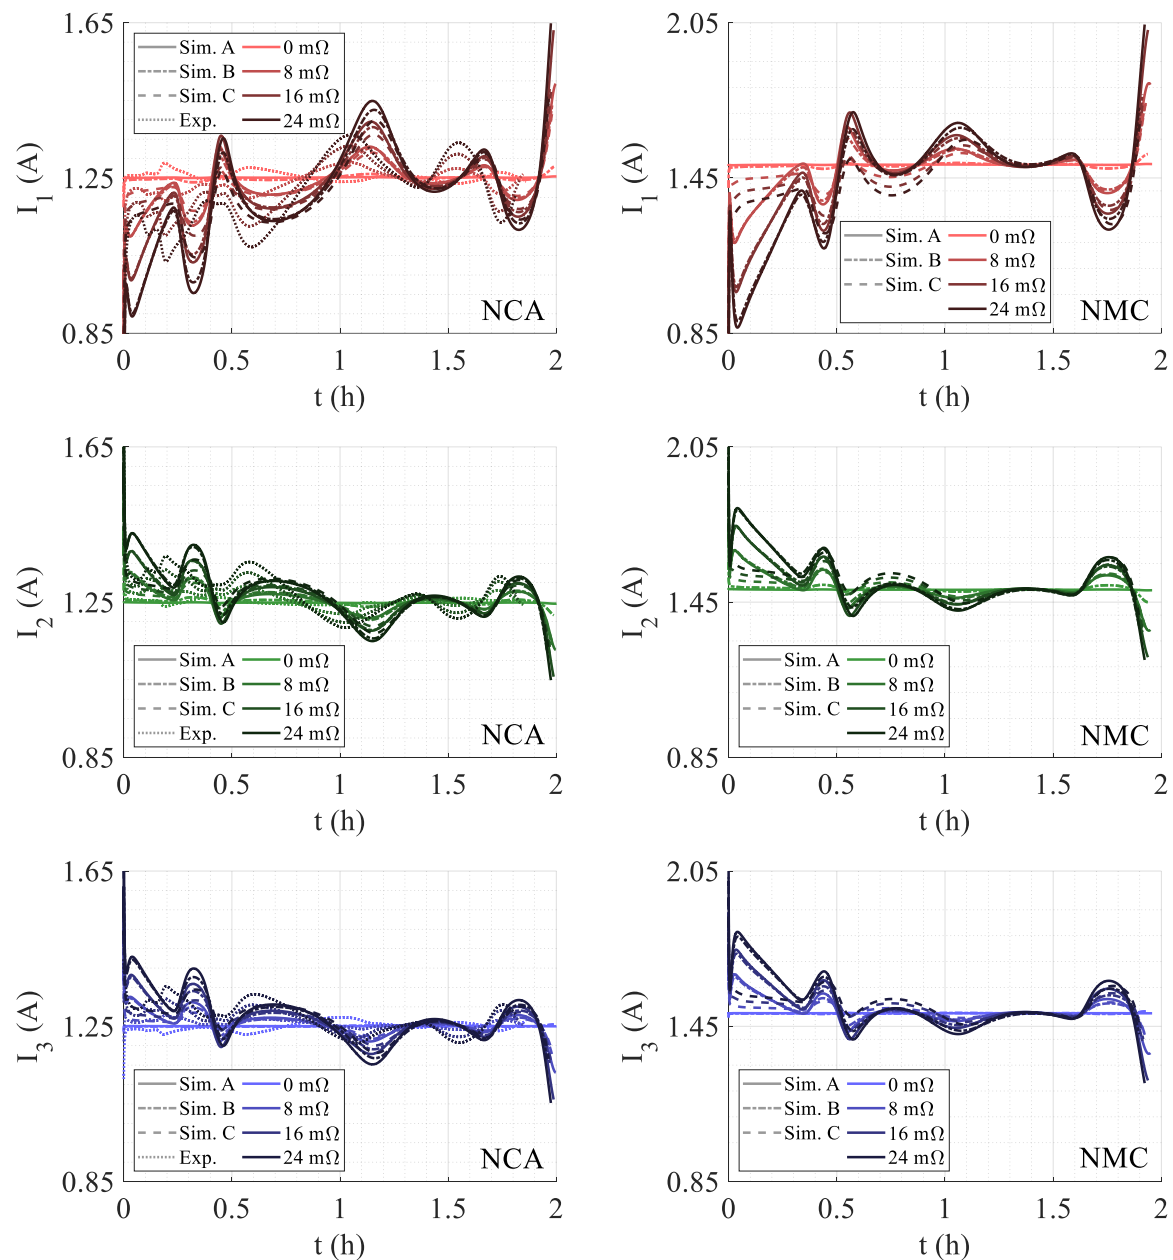 1.65
1.25
0.85
I1 (A)
Sim. A 0 mΩ
Sim. B 8 mΩ
Sim. C 16 mΩ
Exp. 24 mΩ
NCA
0 0.5 1 1.5 2
t (h)
2.05
1.45
0.85
I1 (A)
Sim. A 0 mΩ
Sim. B 8 mΩ
Sim. C 16 mΩ
24 mΩ
NMC
0 0.5 1 1.5 2
t (h)
1.65
1.25
0.85
I2 (A)
Sim. A 0 mΩ
Sim. B 8 mΩ
Sim. C 16 mΩ
Exp. 24 mΩ
NCA
0 0.5 1 1.5 2
t (h)
2.05
1.45
0.85
I2 (A)
Sim. A 0 mΩ
Sim. B 8 mΩ
Sim. C 16 mΩ
24 mΩ
NMC
0 0.5 1 1.5 2
t (h)
1.65
1.25
0.85
I3 (A)
Sim. A 0 mΩ
Sim. B 8 mΩ
Sim. C 16 mΩ
Exp. 24 mΩ
NCA
0 0.5 1 1.5 2
t (h)
2.05
1.45
0.85
I3 (A)
Sim. A 0 mΩ
Sim. B 8 mΩ
Sim. C 16 mΩ
24 mΩ
NMC
0 0.5 1 1.5 2
t (h)